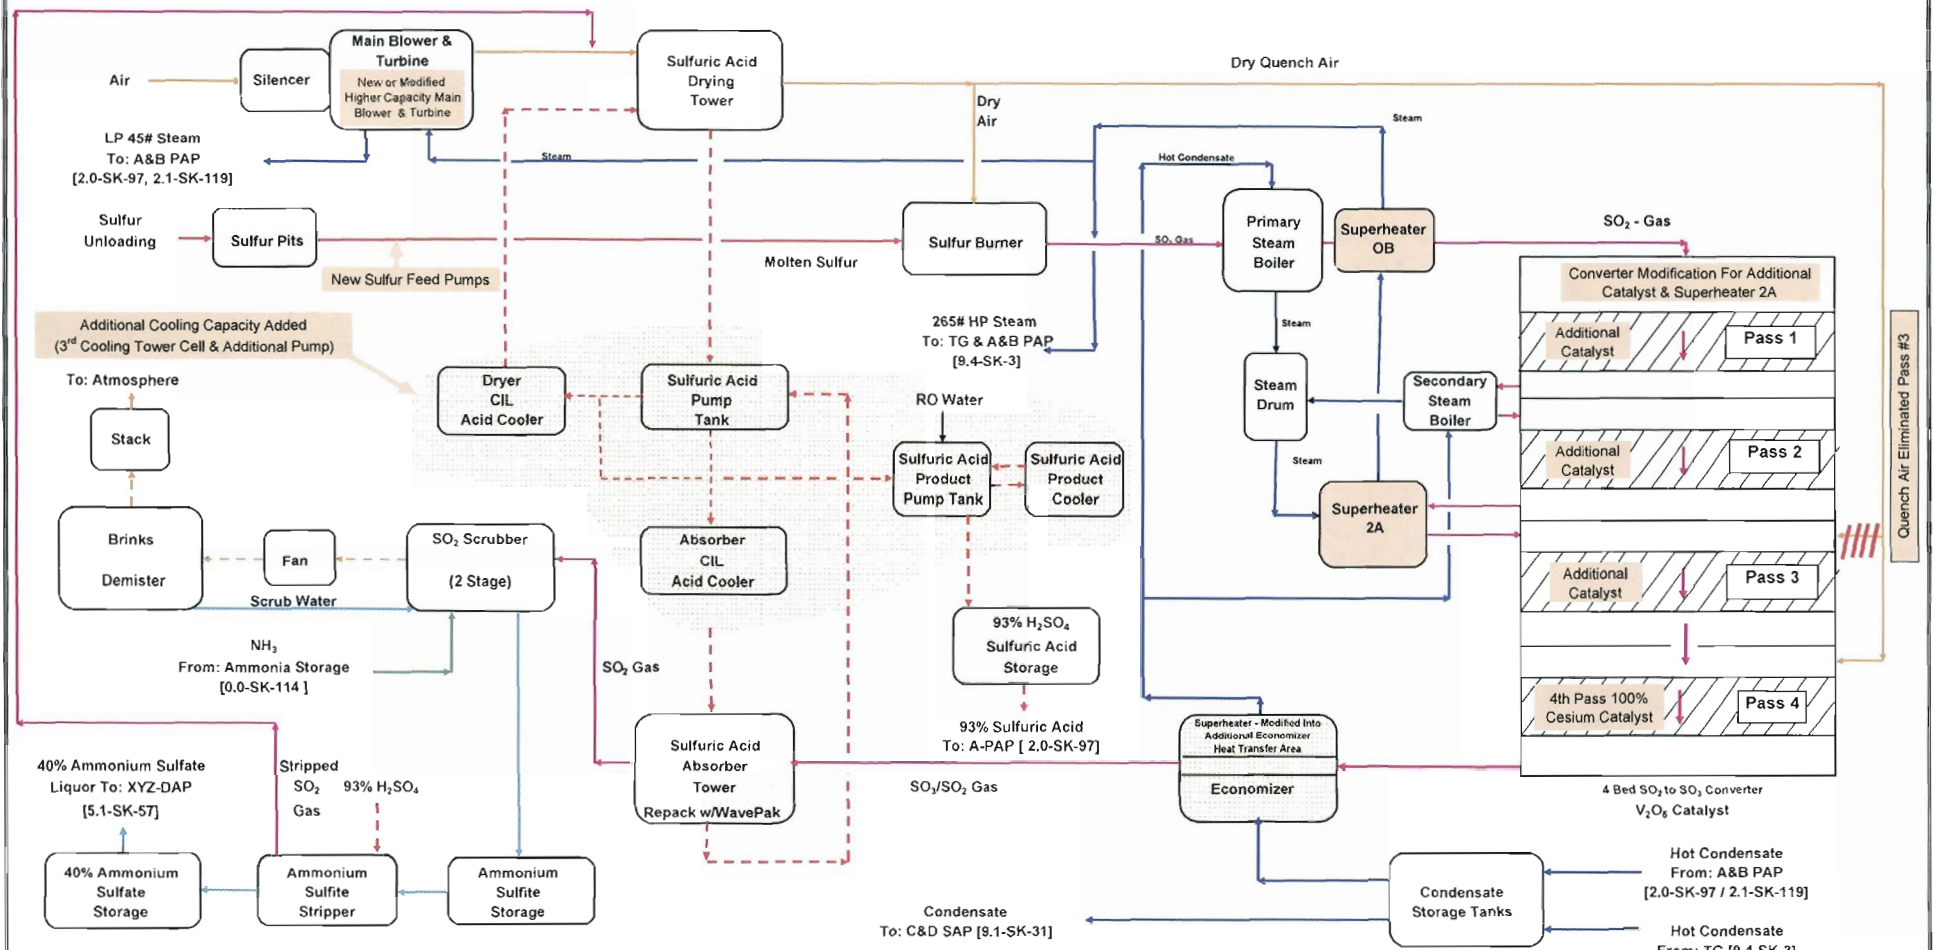 Main Blower &
Turbine
New or Modified
Higher Capacity Main
Blower & Turbine
Air
Silencer
Sulfuric Acid
Drying
Tower
Dry Quench Air
Dry
Air
LP 45# Steam
To: A&B PAP
[2.0-SK-97, 2.1-SK-119]
Steam
Steam
Hot Condensate
Sulfur
Unloading
Sulfur Pits
New Sulfur Feed Pumps
Molten Sulfur
Sulfur Burner
SO₂ Gas
Primary
Steam
Boiler
Superheater
OB
SO₂ - Gas
Converter Modification For Additional
Catalyst & Superheater 2A
Additional
Catalyst
Pass 1
Quench Air Eliminated Pass #3
Additional Cooling Capacity Added
(3rd Cooling Tower Cell & Additional Pump)
265# HP Steam
To: TG & A&B PAP
[9.4-SK-3]
Steam
Steam
Drum
Secondary
Steam
Boiler
To: Atmosphere
Stack
Dryer
CIL
Acid Cooler
Sulfuric Acid
Pump
Tank
RO Water
Sulfuric Acid
Product
Pump Tank
Sulfuric Acid
Product
Cooler
Steam
Additional
Catalyst
Pass 2
Superheater
2A
Brinks
Demister
Fan
SO₂ Scrubber
(2 Stage)
Scrub Water
Absorber
CIL
Acid Cooler
Additional
Catalyst
Pass 3
NH₃
From: Ammonia Storage
[0.0-SK-114 ]
SO₂ Gas
93% H₂SO₄
Sulfuric Acid
Storage
93% Sulfuric Acid
To: A-PAP [ 2.0-SK-97]
4th Pass 100%
Cesium Catalyst
Pass 4
Superheater - Modified Into
Additional Economizer
Heat Transfer Area
Economizer
Sulfuric Acid
Absorber
Tower
Repack w/WavePak
SO₃/SO₂ Gas
4 Bed SO₂ to SO₃ Converter
V₂O₅ Catalyst
40% Ammonium Sulfate
Liquor To: XYZ-DAP
[5.1-SK-57]
Stripped
SO₂
Gas
93% H₂SO₄
40% Ammonium
Sulfate
Storage
Ammonium
Sulfite
Stripper
Ammonium
Sulfite
Storage
Condensate
To: C&D SAP [9.1-SK-31]
Condensate
Storage Tanks
Hot Condensate
From: A&B PAP
[2.0-SK-97 / 2.1-SK-119]
Hot Condensate
From: TG [9.4-SK-3]